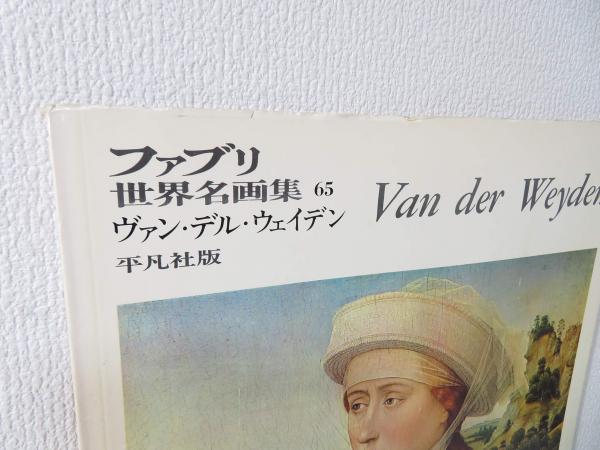 ファブリ
世界名画集 65
ヴァン・デル・ウェイデン
平凡社版
Van der Weyden